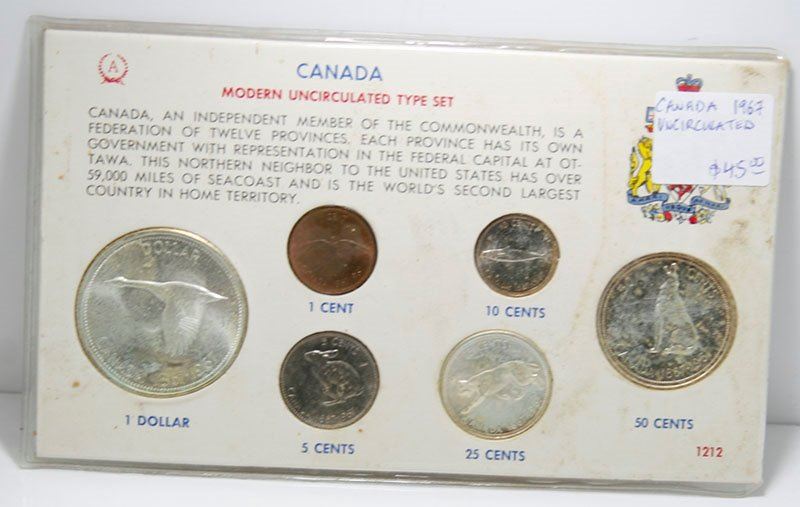 A
CANADA
MODERN UNCIRCULATED TYPE SET
CANADA, AN INDEPENDENT MEMBER OF THE COMMONWEALTH, IS A
FEDERATION OF TWELVE PROVINCES. EACH PROVINCE HAS ITS OWN
GOVERNMENT WITH REPRESENTATION IN THE FEDERAL CAPITAL AT OT-
TAWA. THIS NORTHERN NEIGHBOR TO THE UNITED STATES HAS OVER
59,000 MILES OF SEACOAST AND IS THE WORLD'S SECOND LARGEST
COUNTRY IN HOME TERRITORY.
CANADA 1967
UNCIRCULATED
$45.00
DOLLAR
1 DOLLAR
1 CENT
5 CENTS
10 CENTS
25 CENTS
50 CENTS
1212